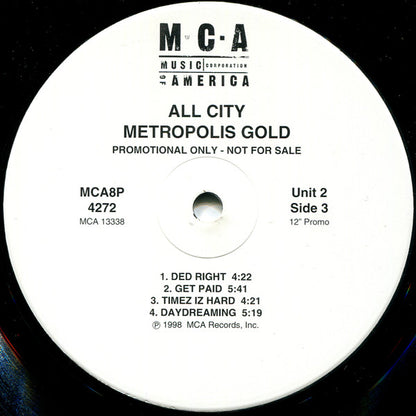 M·C·A
MUSIC CORPORATION
OF AMERICA
ALL CITY
METROPOLIS GOLD
PROMOTIONAL ONLY - NOT FOR SALE
MCA8P
4272
MCA 13338
Unit 2
Side 3
12" Promo
1. DED RIGHT 4:22
2. GET PAID 5:41
3. TIMEZ IZ HARD 4:21
4. DAYDREAMING 5:19
℗ 1998 MCA Records, Inc.